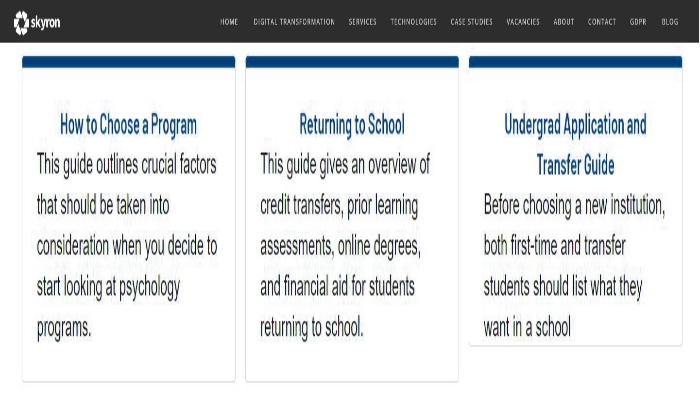 skyron
HOME DIGITAL TRANSFORMATION SERVICES TECHNOLOGIES CASE STUDIES VACANCIES ABOUT CONTACT GDPR BLOG
How to Choose a Program
This guide outlines crucial factors
that should be taken into
consideration when you decide to
start looking at psychology
programs.
Returning to School
This guide gives an overview of
credit transfers, prior learning
assessments, online degrees,
and financial aid for students
returning to school.
Undergrad Application and
Transfer Guide
Before choosing a new institution,
both first-time and transfer
students should list what they
want in a school